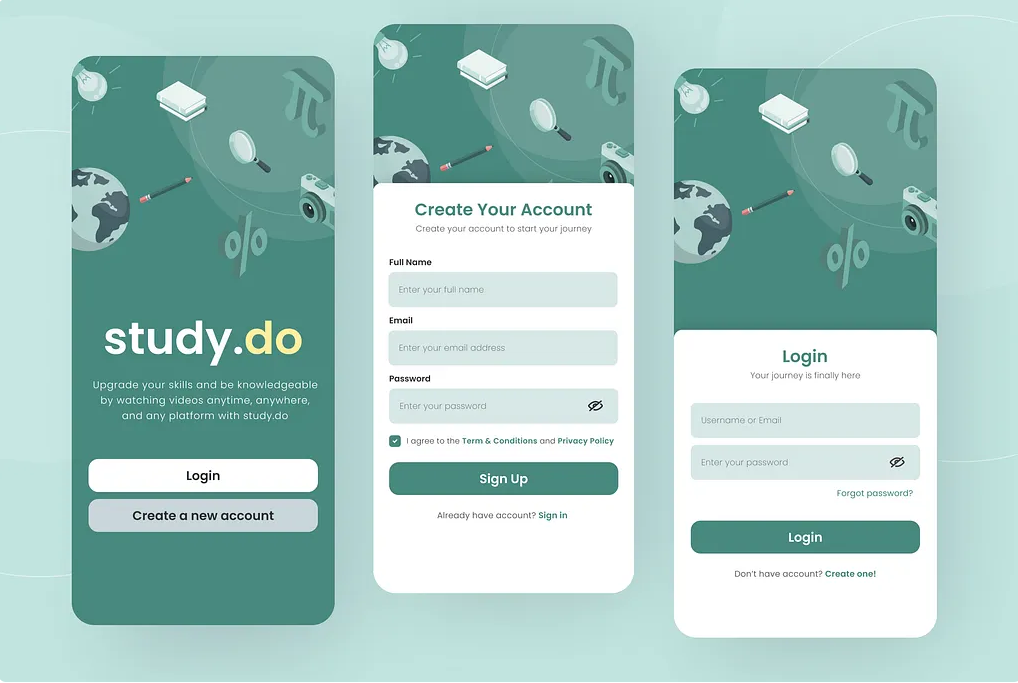 study.do
Upgrade your skills and be knowledgeable
by watching videos anytime, anywhere,
and any platform with study.do
Login
Create a new account
Create Your Account
Create your account to start your journey
Full Name
Enter your full name
Email
Enter your email address
Password
Enter your password
I agree to the Term & Conditions and Privacy Policy
Sign Up
Already have account? Sign in
Login
Your journey is finally here
Username or Email
Enter your password
Forgot password?
Login
Don't have account? Create one!